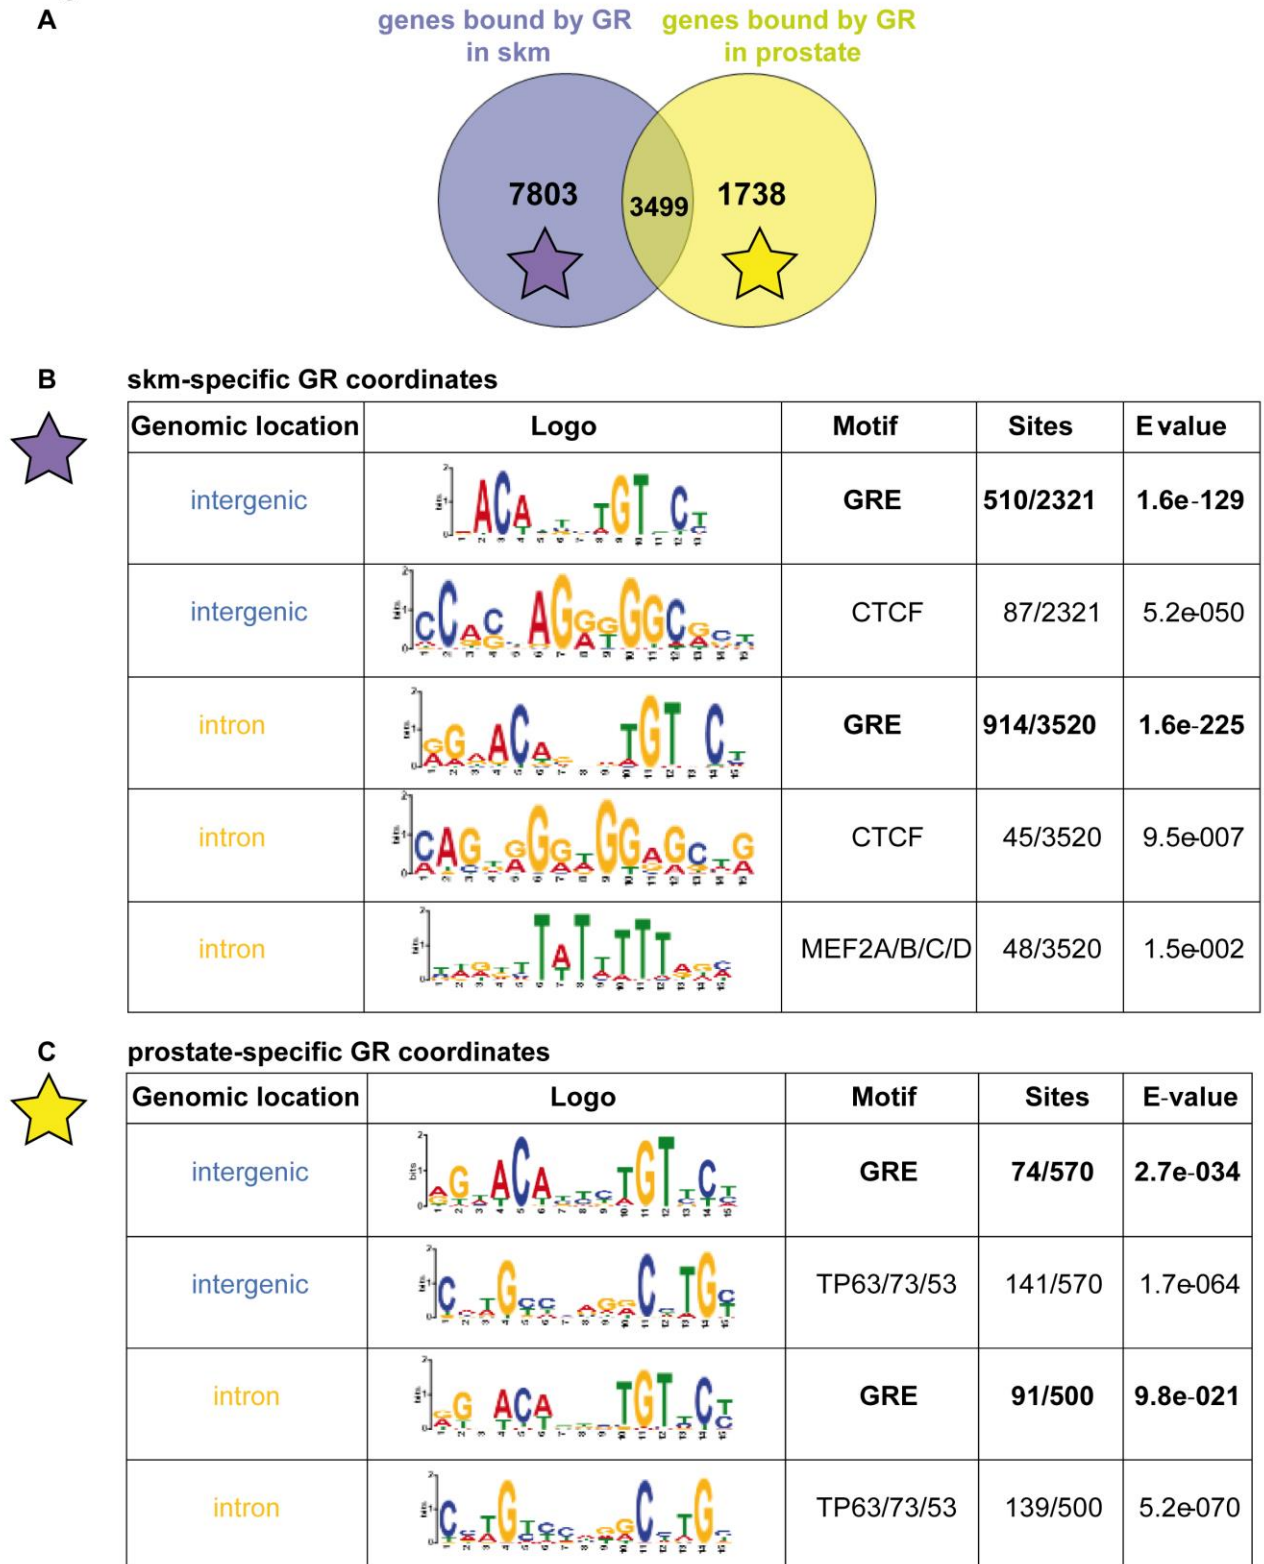 A
genes bound by GR in skm
genes bound by GR in prostate
7803
3499
1738
B
skm-specific GR coordinates
Genomic location Logo Motif Sites E value
intergenic GRE 510/2321 1.6e-129
intergenic CTCF 87/2321 5.2e-050
intron GRE 914/3520 1.6e-225
intron CTCF 45/3520 9.5e-007
intron MEF2A/B/C/D 48/3520 1.5e-002
C
prostate-specific GR coordinates
Genomic location Logo Motif Sites E-value
intergenic GRE 74/570 2.7e-034
intergenic TP63/73/53 141/570 1.7e-064
intron GRE 91/500 9.8e-021
intron TP63/73/53 139/500 5.2e-070